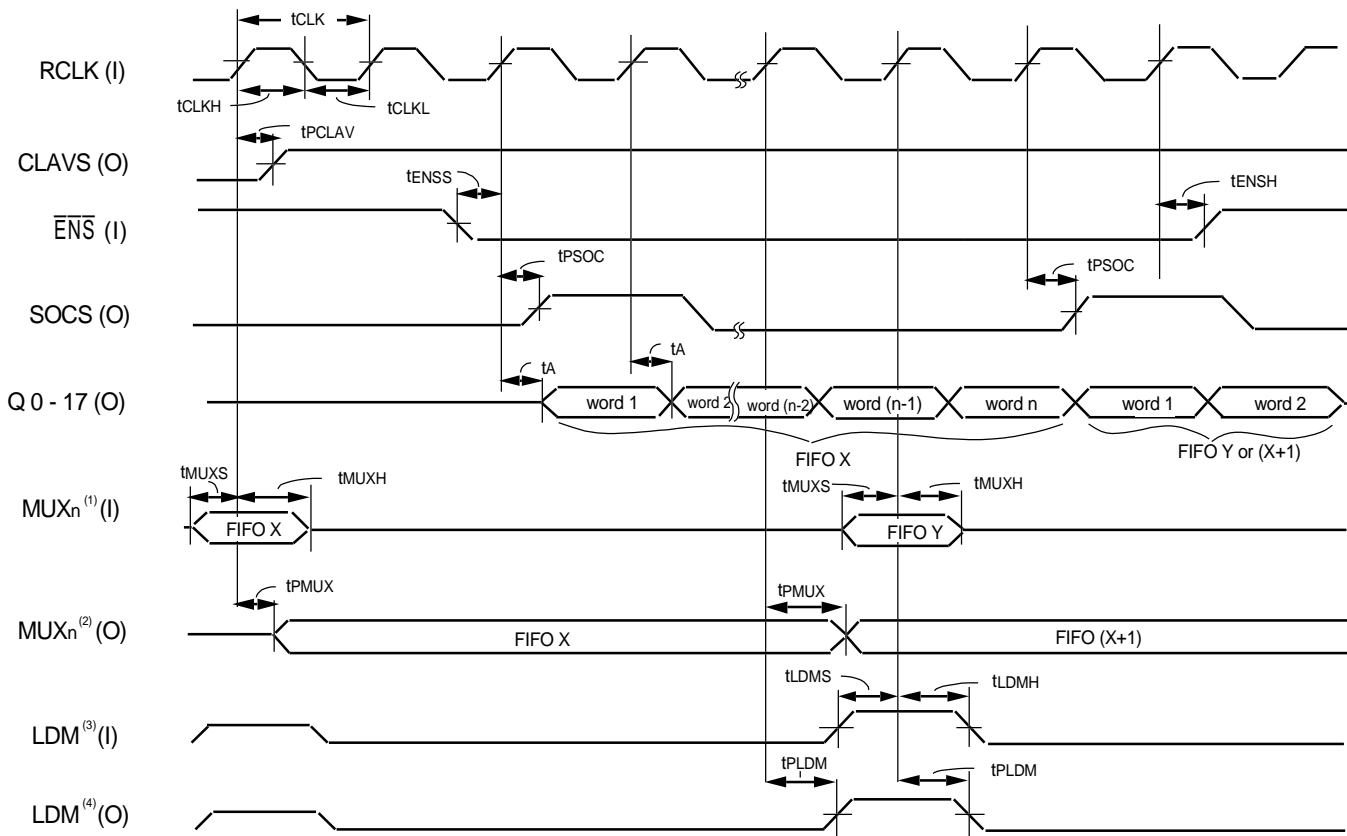 tCLK
RCLK (I)
tCLKH
tCLKL
tPCLAV
CLAVS (O)
tENSS
tENSH
ENS (I)
tPSOC
tPSOC
SOCS (O)
tA
tA
Q 0 - 17 (O)
word 1
word 2
word (n-2)
word (n-1)
word n
word 1
word 2
FIFO X
FIFO Y or (X+1)
tMUXS
tMUXH
tMUXS
tMUXH
MUXn (1) (I)
FIFO X
FIFO Y
tPMUX
tPMUX
MUXn (2) (O)
FIFO X
FIFO (X+1)
tLDMS
tLDMH
LDM (3) (I)
tPLDM
tPLDM
LDM (4) (O)